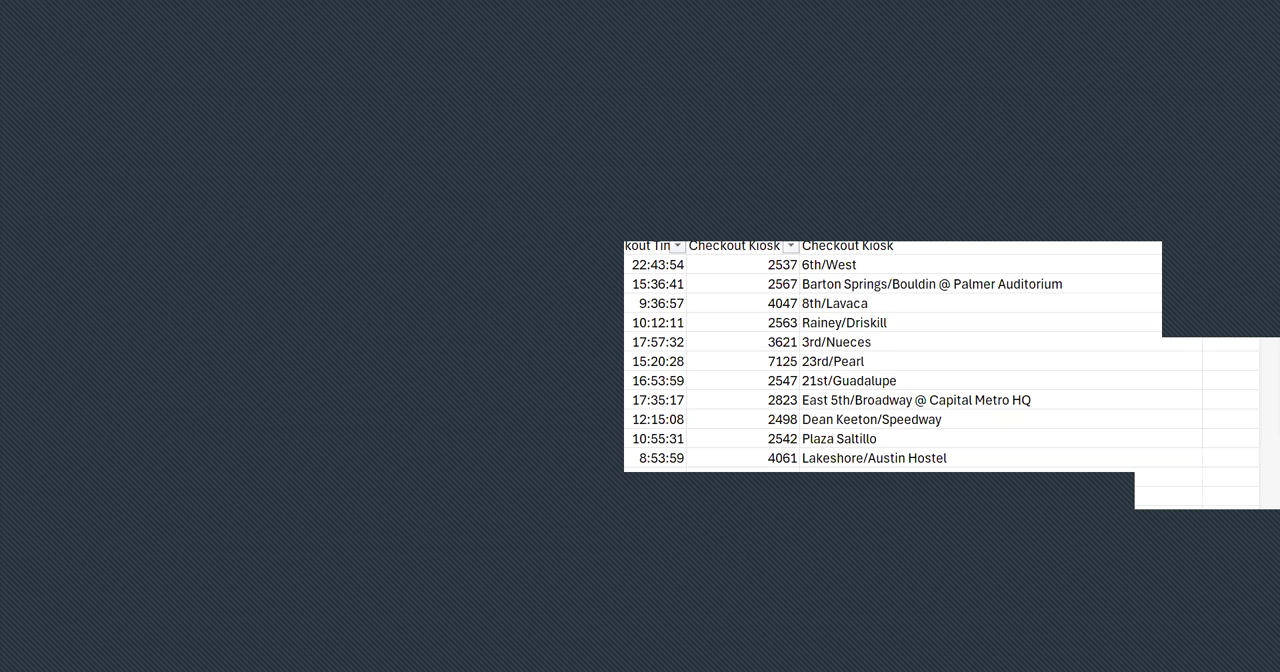 kout Tin Checkout Kiosk Checkout Kiosk
22:43:54 2537 6th/West
15:36:41 2567 Barton Springs/Bouldin @ Palmer Auditorium
9:36:57 4047 8th/Lavaca
10:12:11 2563 Rainey/Driskill
17:57:32 3621 3rd/Nueces
15:20:28 7125 23rd/Pearl
16:53:59 2547 21st/Guadalupe
17:35:17 2823 East 5th/Broadway @ Capital Metro HQ
12:15:08 2498 Dean Keeton/Speedway
10:55:31 2542 Plaza Saltillo
8:53:59 4061 Lakeshore/Austin Hostel